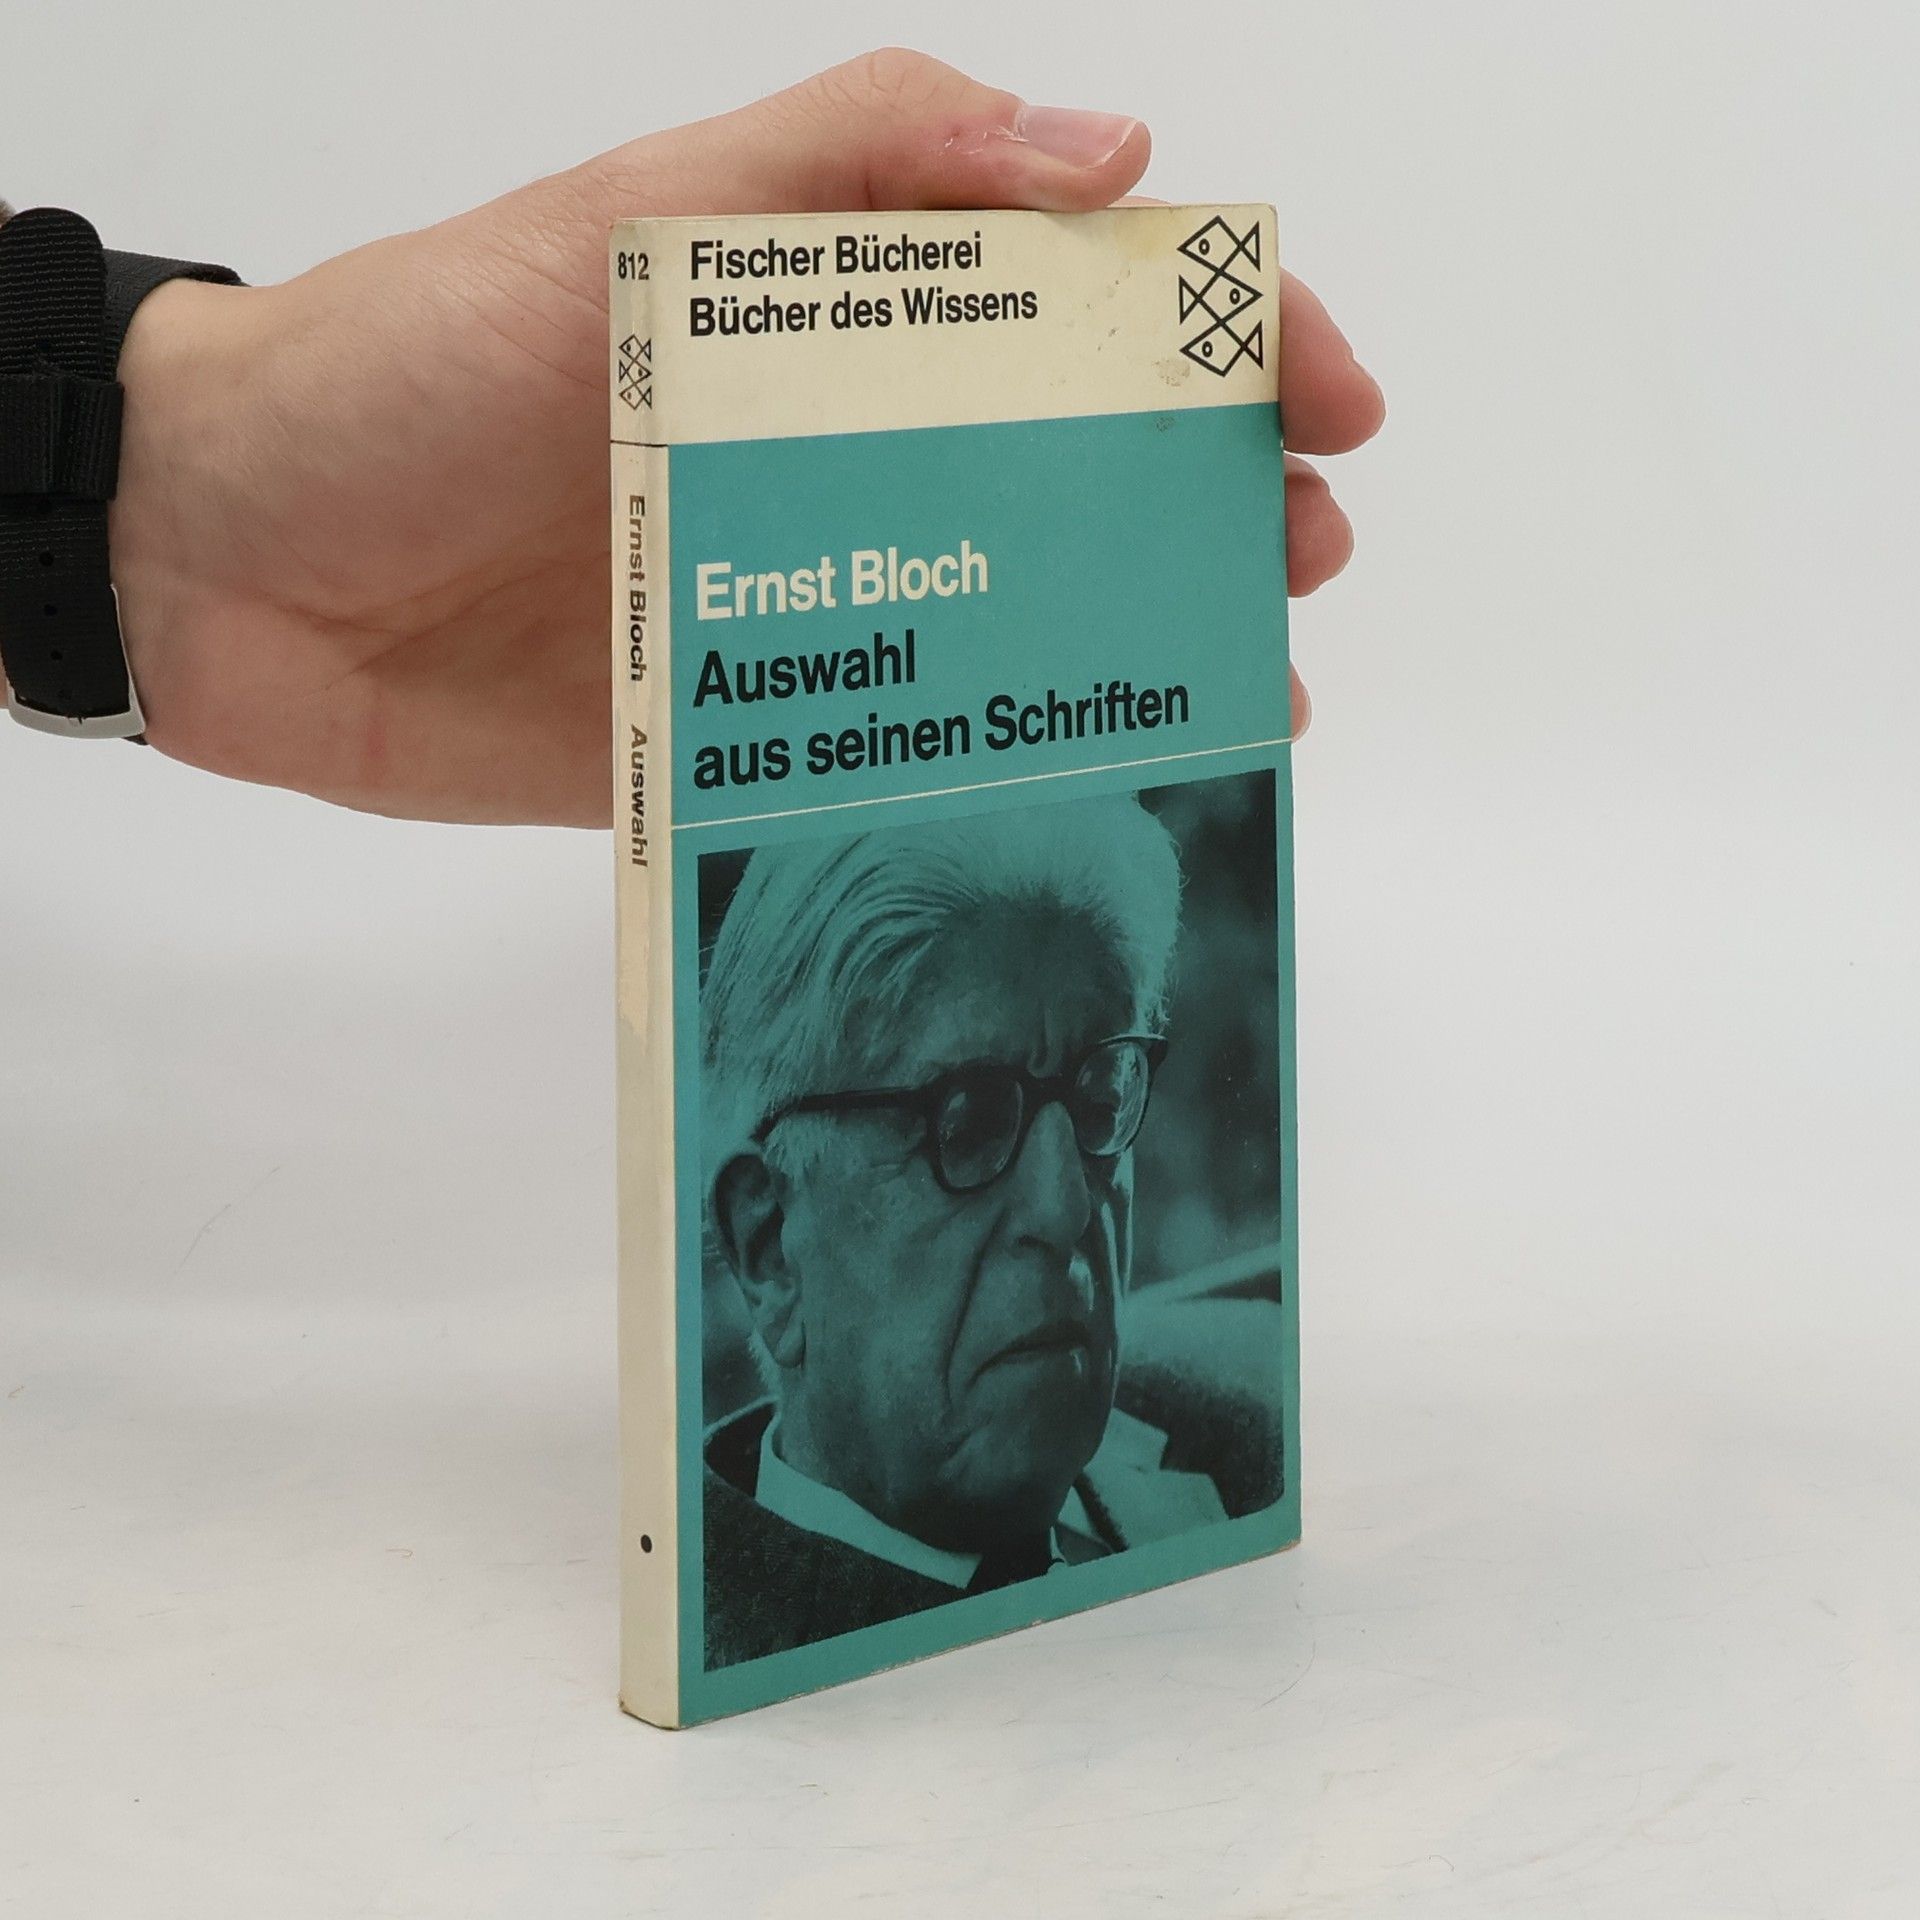 812
Ernst Bloch Auswahl
Fischer Bücherei
Bücher des Wissens
Ernst Bloch
Auswahl
aus seinen Schriften